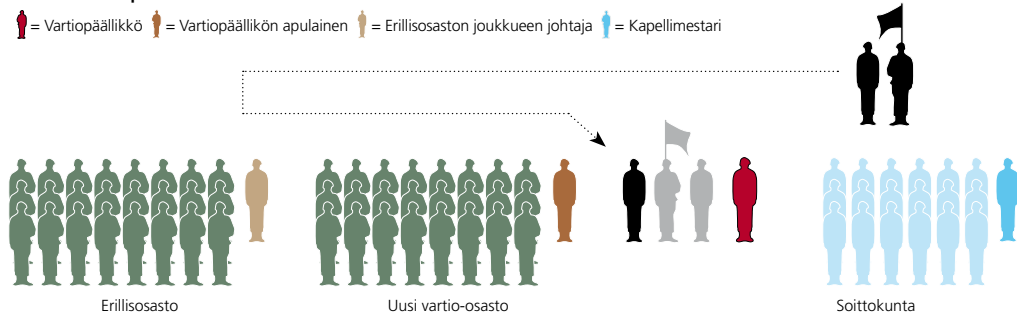 = Vartiopäällikkö = Vartiopäällikön apulainen = Erillisosaston joukkueen johtaja = Kapellimestari
Erillisosasto Uusi vartio-osasto Soittokunta